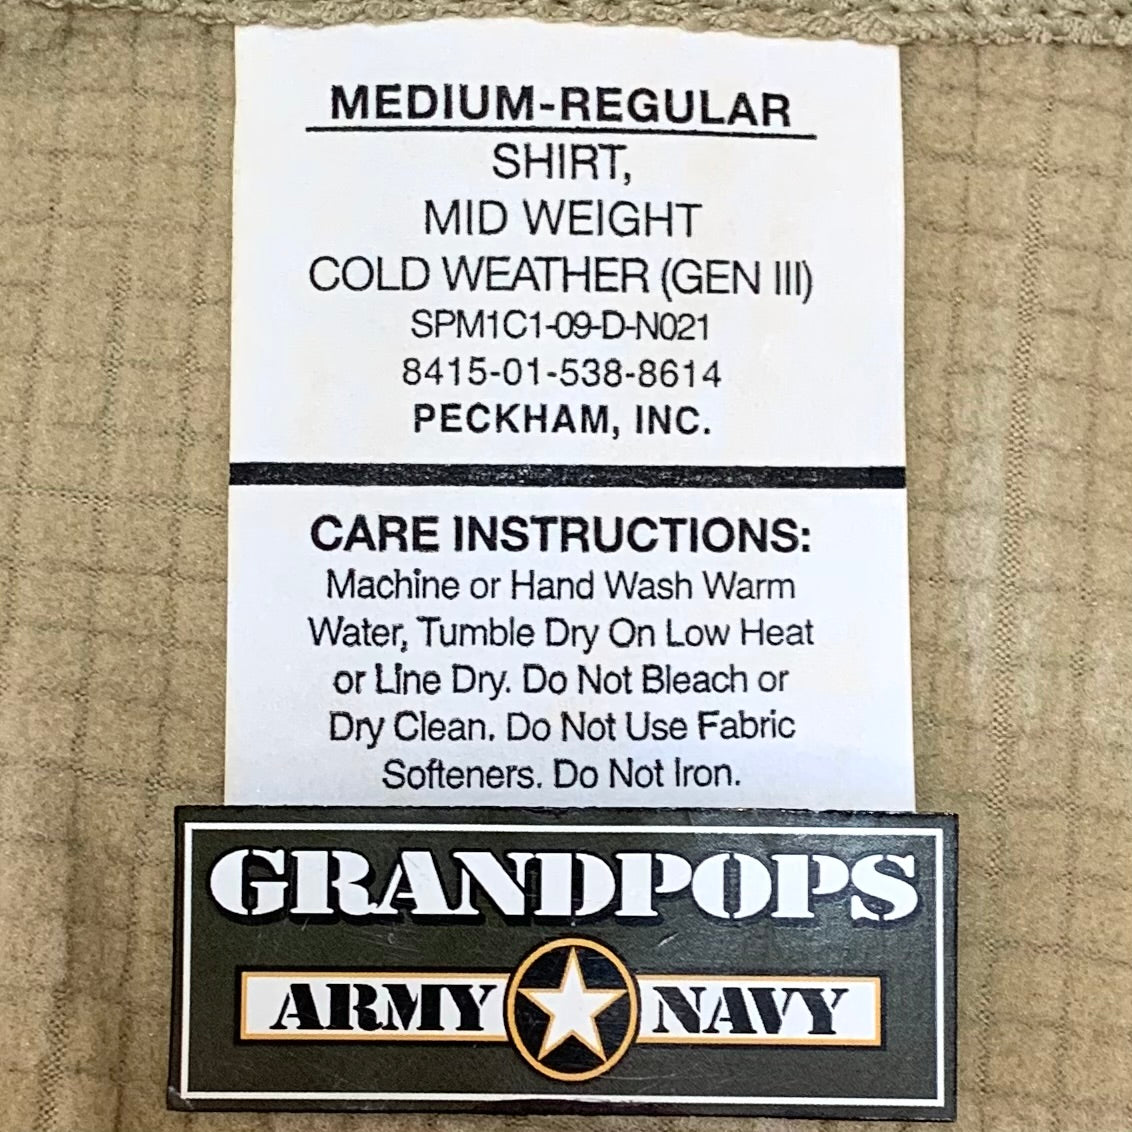 MEDIUM-REGULAR
SHIRT,
MID WEIGHT
COLD WEATHER (GEN III)
SPM1C1-09-D-N021
8415-01-538-8614
PECKHAM, INC.
CARE INSTRUCTIONS:
Machine or Hand Wash Warm
Water, Tumble Dry On Low Heat
or Line Dry. Do Not Bleach or
Dry Clean. Do Not Use Fabric
Softeners. Do Not Iron.
GRANDPOPS
ARMY NAVY